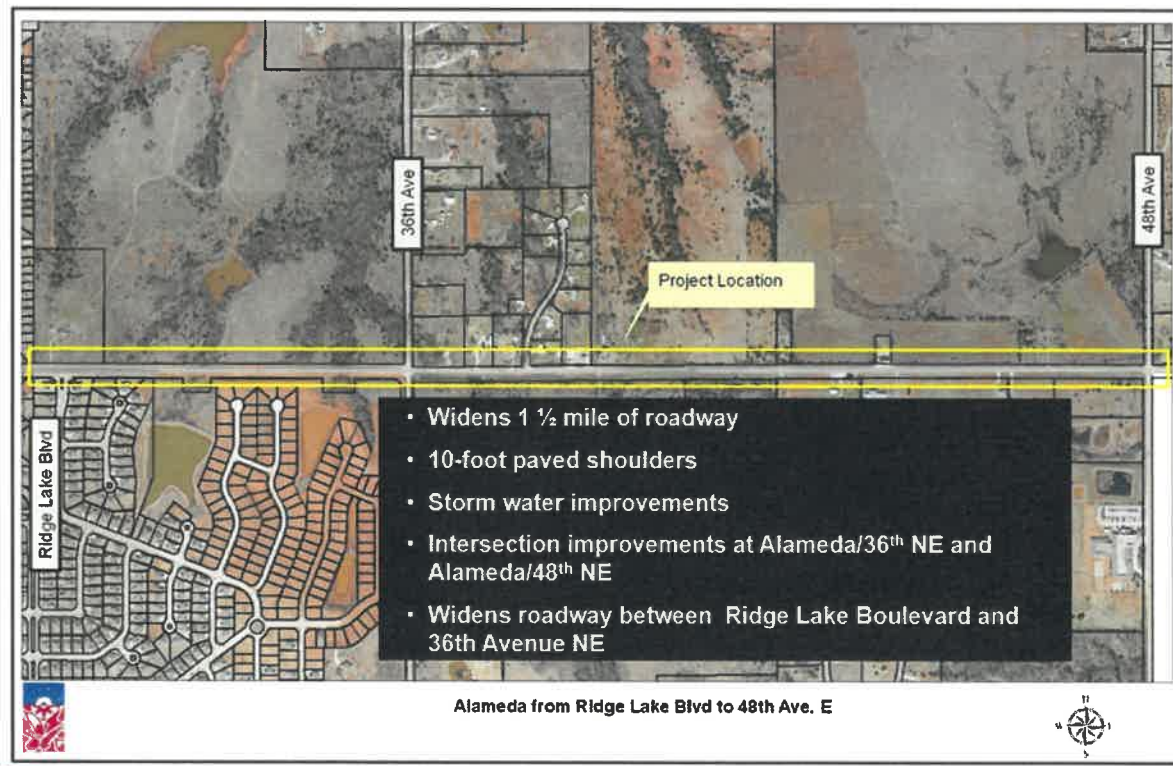 36th Ave
48th Ave
Project Location
Ridge Lake Blvd
• Widens 1 ½ mile of roadway
• 10-foot paved shoulders
• Storm water improvements
• Intersection improvements at Alameda/36th NE and
Alameda/48th NE
• Widens roadway between Ridge Lake Boulevard and
36th Avenue NE
Alameda from Ridge Lake Blvd to 48th Ave. E